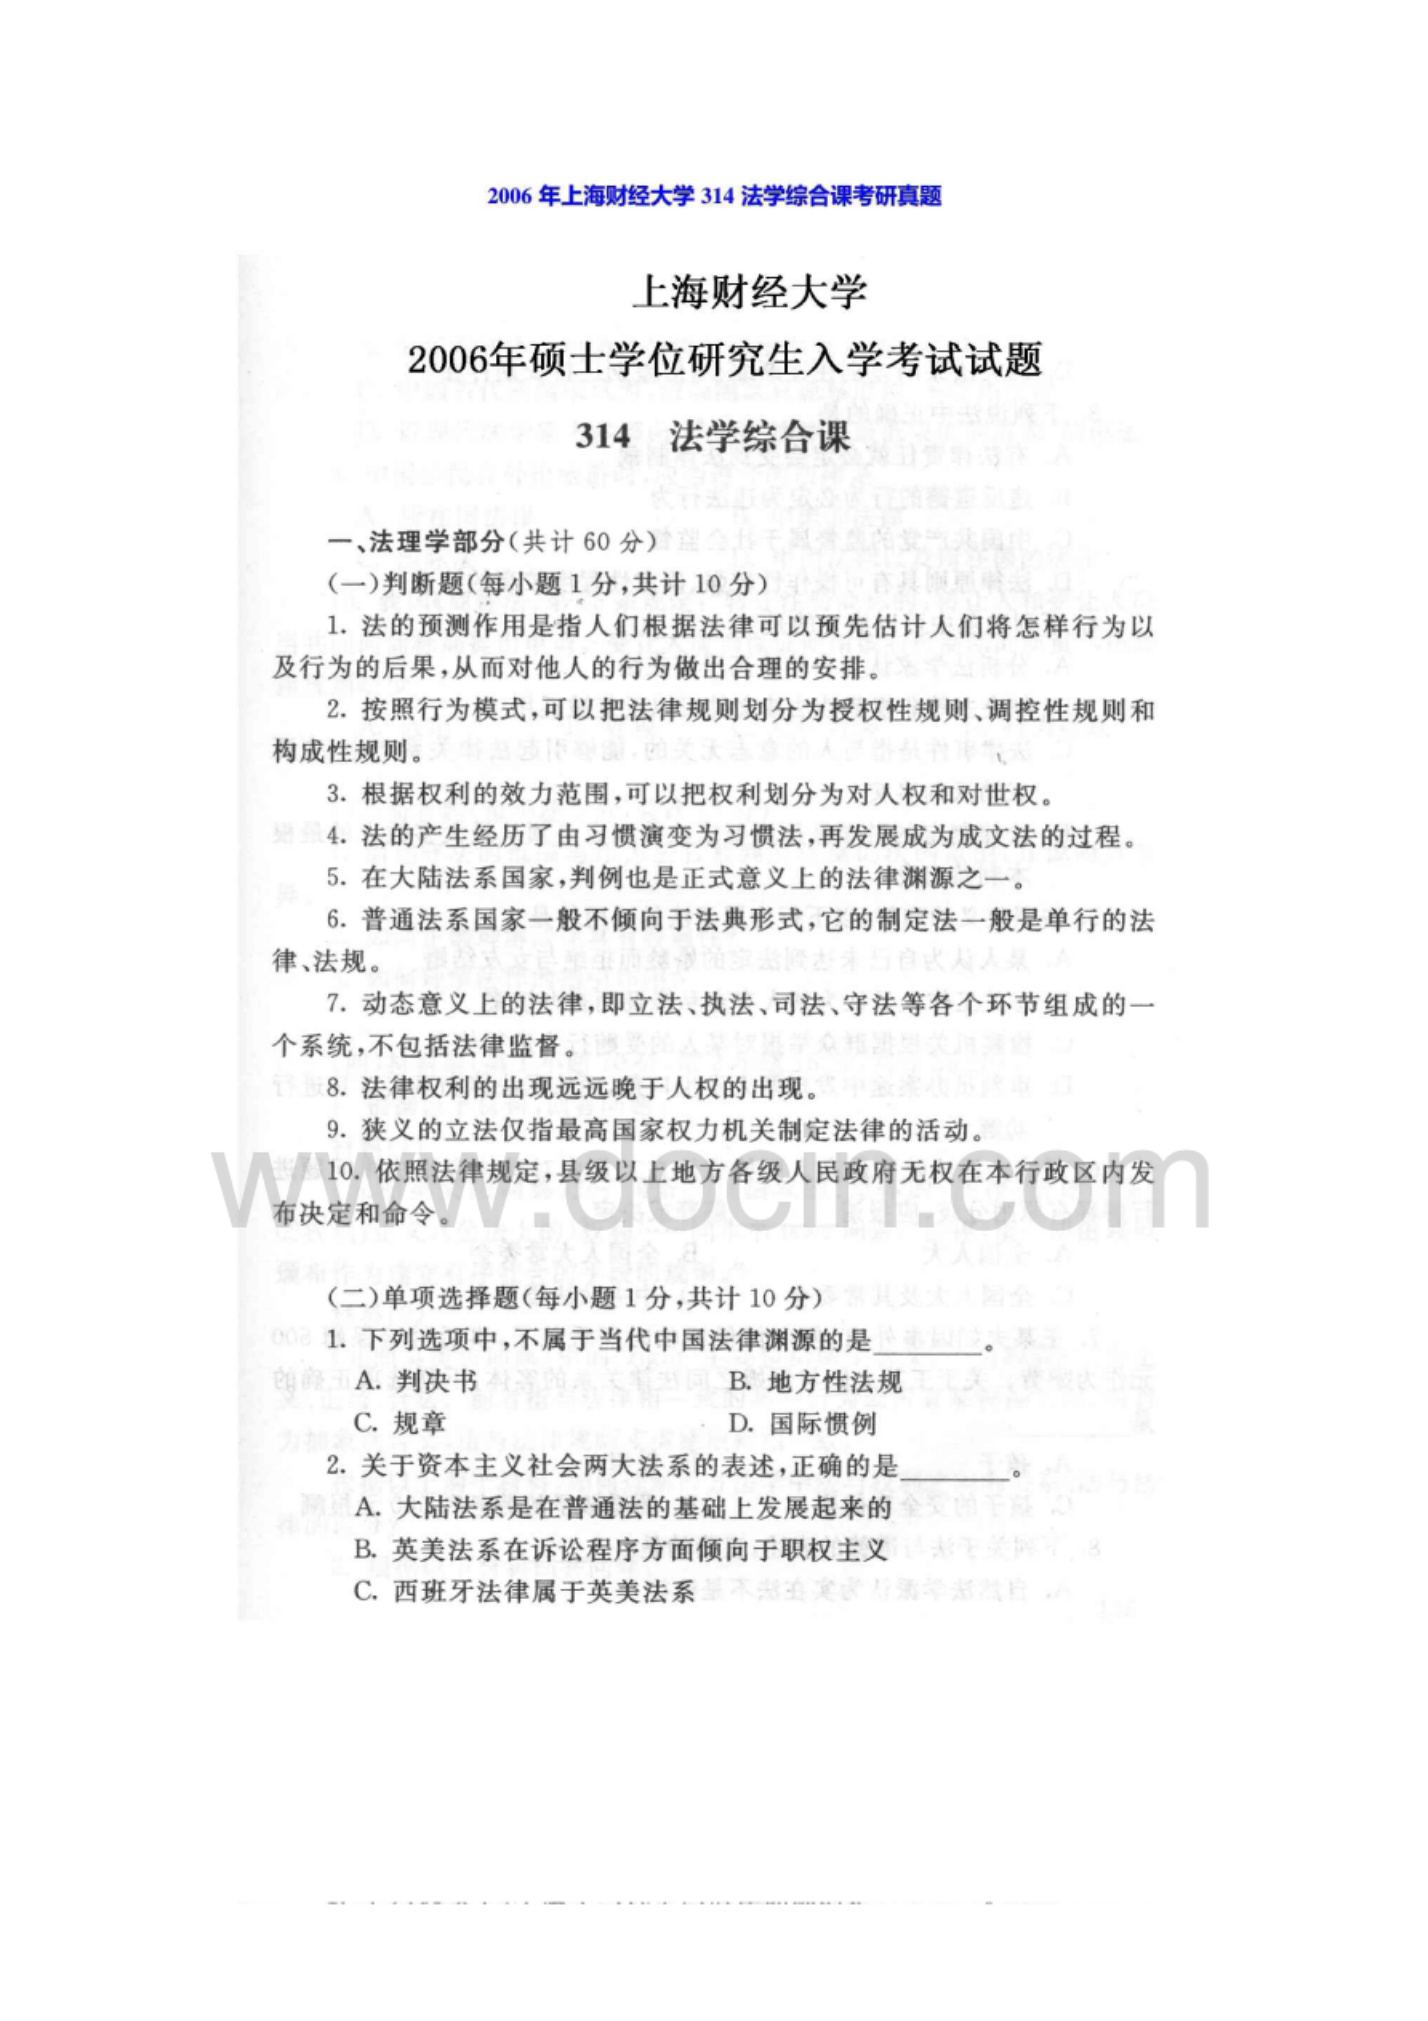 2006 年上海财经大学 314 法学综合课考研真题
上海财经大学
2006年硕士学位研究生入学考试试题
314 法学综合课
一、法理学部分(共计 60 分)
(一)判断题(每小题 1 分,共计 10 分)
1. 法的预测作用是指人们根据法律可以预先估计人们将怎样行为以
及行为的后果,从而对他人的行为做出合理的安排。
2. 按照行为模式,可以把法律规则划分为授权性规则、调控性规则和
构成性规则。
3. 根据权利的效力范围,可以把权利划分为对人权和对世权。
4. 法的产生经历了由习惯演变为习惯法,再发展成为成文法的过程。
5. 在大陆法系国家,判例也是正式意义上的法律渊源之一。
6. 普通法系国家一般不倾向于法典形式,它的制定法一般是单行的法
律、法规。
7. 动态意义上的法律,即立法、执法、司法、守法等各个环节组成的一
个系统,不包括法律监督。
8. 法律权利的出现远远晚于人权的出现。
9. 狭义的立法仅指最高国家权力机关制定法律的活动。
10. 依照法律规定,县级以上地方各级人民政府无权在本行政区内发
布决定和命令。
www.docin.com
(二)单项选择题(每小题 1 分,共计 10 分)
1. 下列选项中,不属于当代中国法律渊源的是________。
A. 判决书 B. 地方性法规
C. 规章 D. 国际惯例
2. 关于资本主义社会两大法系的表述,正确的是________。
A. 大陆法系是在普通法的基础上发展起来的
B. 英美法系在诉讼程序方面倾向于职权主义
C. 西班牙法律属于英美法系